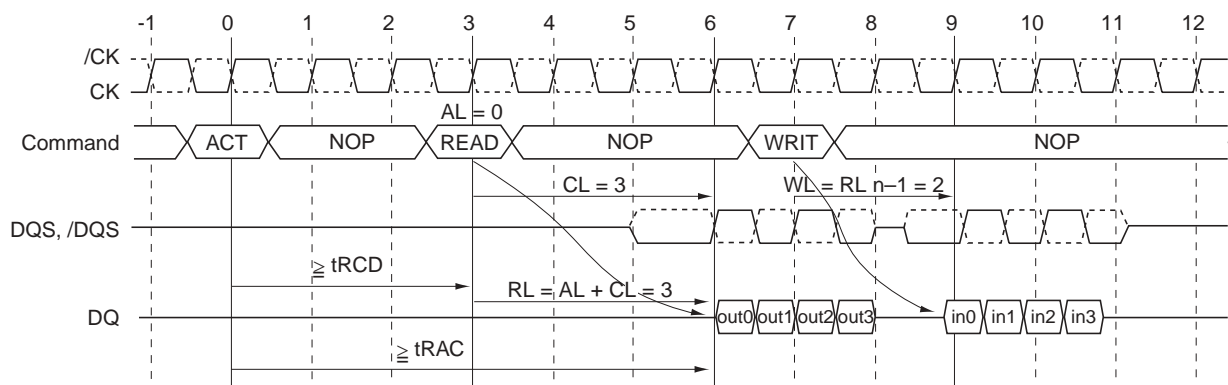 -1 0 1 2 3 4 5 6 7 8 9 10 11 12
/CK
CK
AL = 0
Command ACT NOP READ NOP WRIT NOP
CL = 3 WL = RL n–1 = 2
DQS, /DQS
≧ tRCD
RL = AL + CL = 3
DQ out0 out1 out2 out3 in0 in1 in2 in3
≧ tRAC